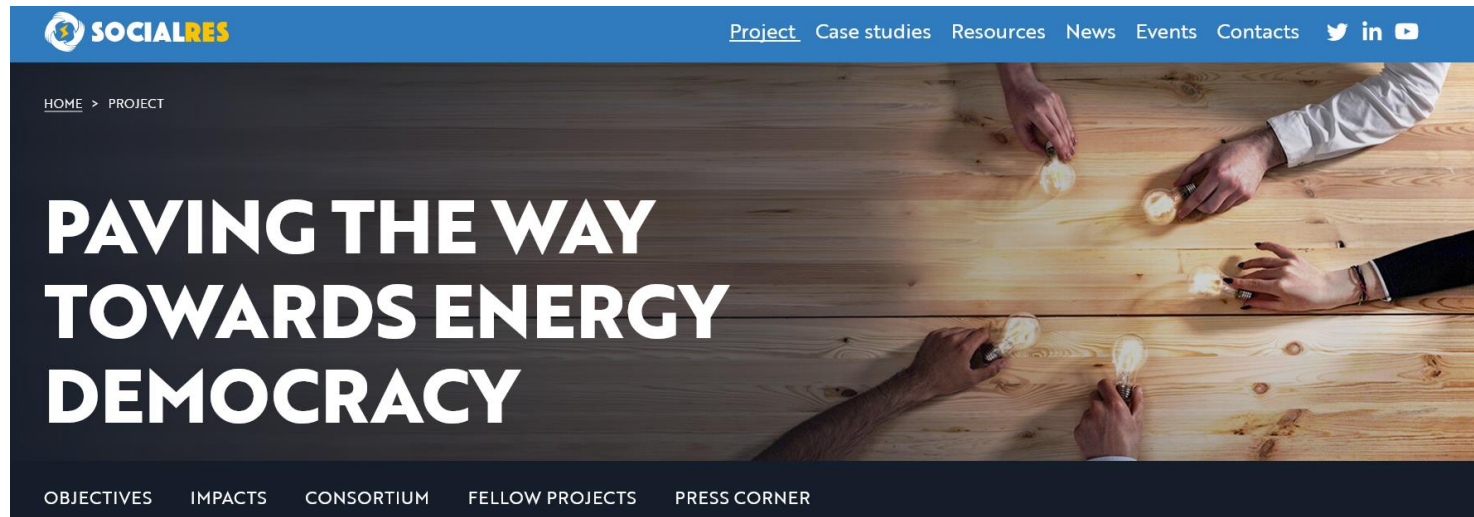 SOCIALRES
Project Case studies Resources News Events Contacts
HOME > PROJECT
PAVING THE WAY
TOWARDS ENERGY
DEMOCRACY
OBJECTIVES IMPACTS CONSORTIUM FELLOW PROJECTS PRESS CORNER